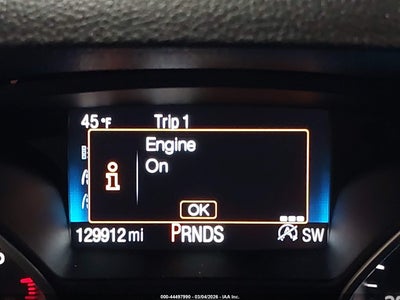 45°F Trip 1
Engine
On
OK
129912 mi PRNDS SW
000-44497990 - 03/04/2026 - IAA Inc.